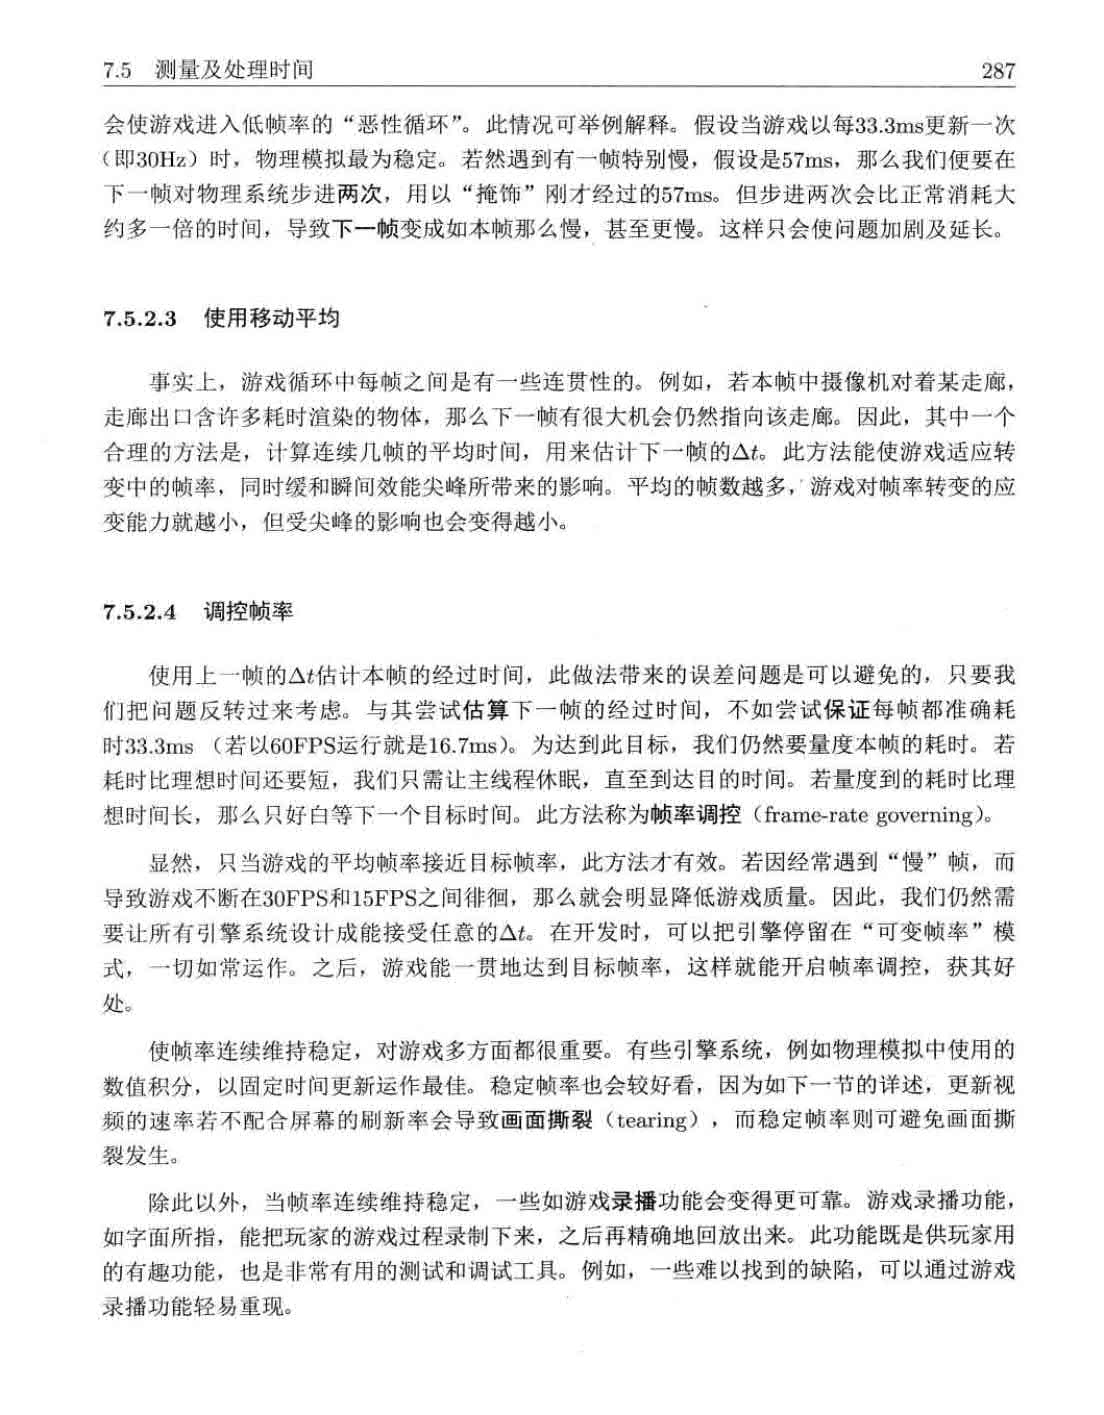 7.5 测量及处理时间 287
会使游戏进入低帧率的“恶性循环”。此情况可举例解释。假设当游戏以每33.3ms更新一次
（即30Hz）时，物理模拟最为稳定。若然遇到有一帧特别慢，假设是57ms，那么我们便要在
下一帧对物理系统步进两次，用以“掩饰”刚才经过的57ms。但步进两次会比正常消耗大
约多一倍的时间，导致下一帧变成如本帧那么慢，甚至更慢。这样只会使问题加剧及延长。
7.5.2.3 使用移动平均
事实上，游戏循环中每帧之间是有一些连贯性的。例如，若本帧中摄像机对着某走廊，
走廊出口含许多耗时渲染的物体，那么下一帧有很大机会仍然指向该走廊。因此，其中一个
合理的方法是，计算连续几帧的平均时间，用来估计下一帧的Δt。此方法能使游戏适应转
变中的帧率，同时缓和瞬间效能尖峰所带来的影响。平均的帧数越多，游戏对帧率转变的应
变能力就越小，但受尖峰的影响也会变得越小。
7.5.2.4 调控帧率
使用上一帧的Δt估计本帧的经过时间，此做法带来的误差问题是可以避免的，只要我
们把问题反转过来考虑。与其尝试估算下一帧的经过时间，不如尝试保证每帧都准确耗
时33.3ms （若以60FPS运行就是16.7ms）。为达到此目标，我们仍然要量度本帧的耗时。若
耗时比理想时间还要短，我们只需让主线程休眠，直至到达目的时间。若量度到的耗时比理
想时间长，那么只好白等下一个目标时间。此方法称为帧率调控（frame-rate governing）。
显然，只当游戏的平均帧率接近目标帧率，此方法才有效。若因经常遇到“慢”帧，而
导致游戏不断在30FPS和15FPS之间徘徊，那么就会明显降低游戏质量。因此，我们仍然需
要让所有引擎系统设计成能接受任意的Δt。在开发时，可以把引擎停留在“可变帧率”模
式，一切如常运作。之后，游戏能一贯地达到目标帧率，这样就能开启帧率调控，获其好
处。
使帧率连续维持稳定，对游戏多方面都很重要。有些引擎系统，例如物理模拟中使用的
数值积分，以固定时间更新运作最佳。稳定帧率也会较好看，因为如下一节的详述，更新视
频的速率若不配合屏幕的刷新率会导致画面撕裂（tearing），而稳定帧率则可避免画面撕
裂发生。
除此以外，当帧率连续维持稳定，一些如游戏录播功能会变得更可靠。游戏录播功能，
如字面所指，能把玩家的游戏过程录制下来，之后再精确地回放出来。此功能既是供玩家用
的有趣功能，也是非常有用的测试和调试工具。例如，一些难以找到的缺陷，可以通过游戏
录播功能轻易重现。